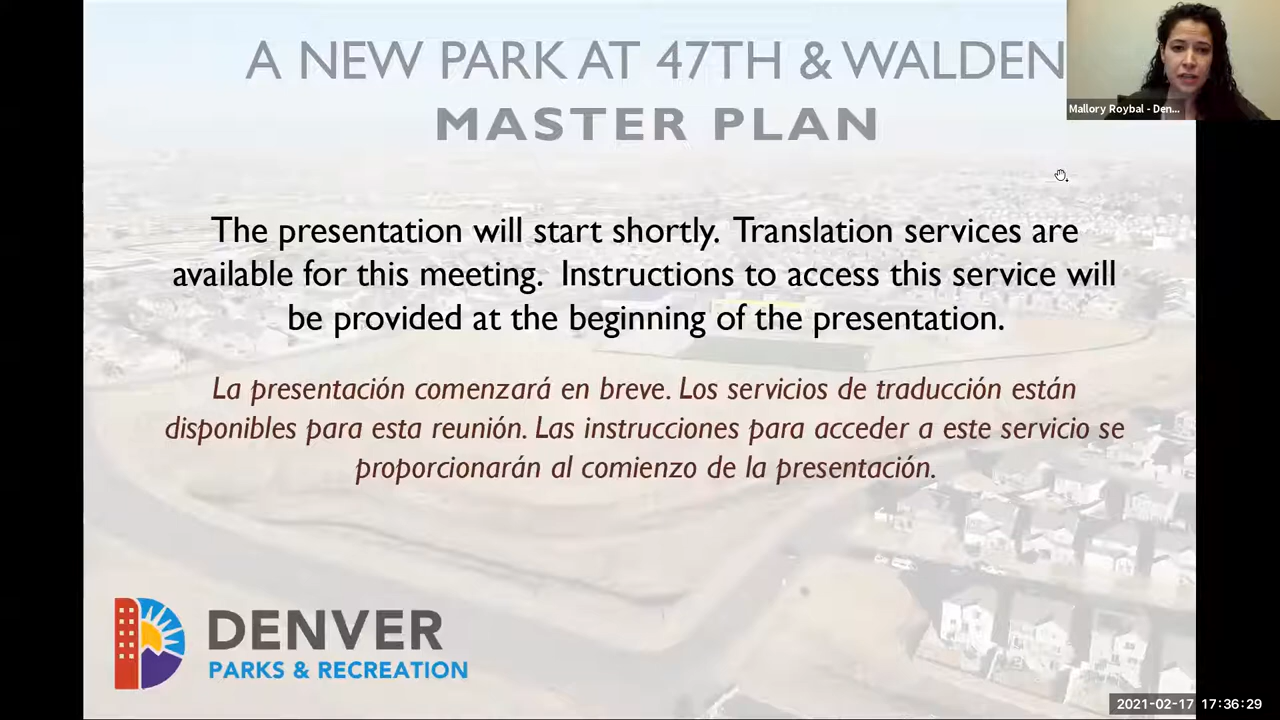 A NEW PARK AT 47TH & WALDEN
MASTER PLAN
Mallory Roybal - Den...
The presentation will start shortly. Translation services are
available for this meeting. Instructions to access this service will
be provided at the beginning of the presentation.
La presentación comenzará en breve. Los servicios de traducción están
disponibles para esta reunión. Las instrucciones para acceder a este servicio se
proporcionarán al comienzo de la presentación.
DENVER
PARKS & RECREATION
2021-02-17 17:36:29